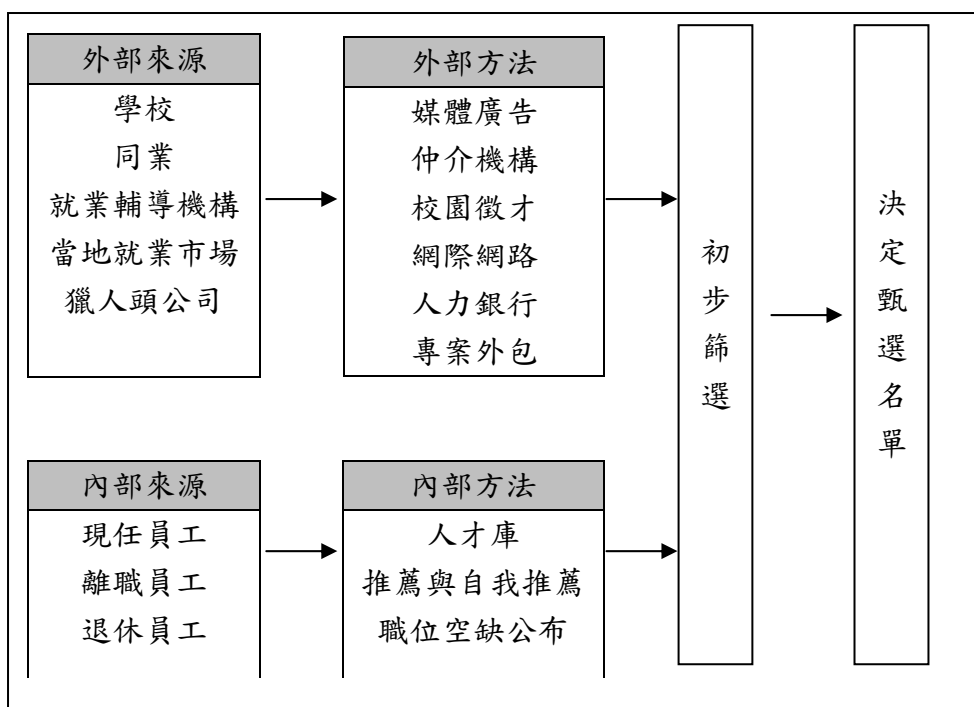 外部來源
學校
同業
就業輔導機構
當地就業市場
獵人頭公司
外部方法
媒體廣告
仲介機構
校園徵才
網際網路
人力銀行
專案外包
內部來源
現任員工
離職員工
退休員工
內部方法
人才庫
推薦與自我推薦
職位空缺公布
初步篩選
決定甄選名單